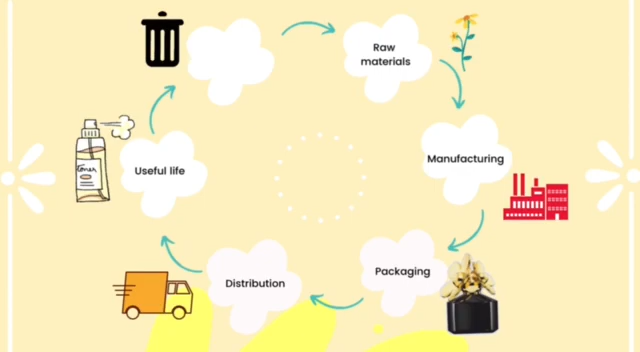 Raw
materials
Manufacturing
Packaging
Distribution
Useful life